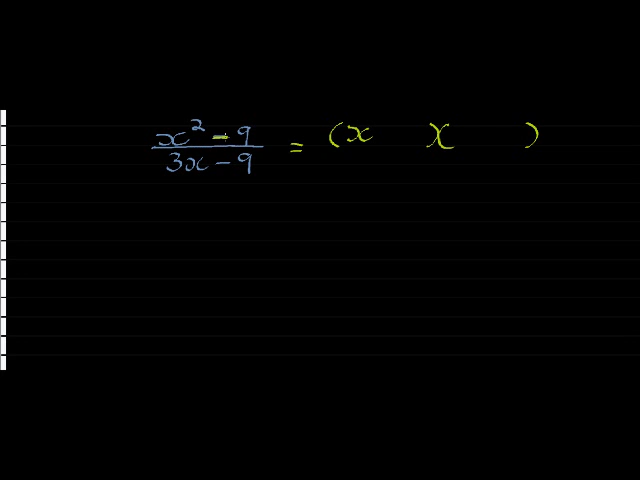 x² - 9
3x - 9
= (x )( )